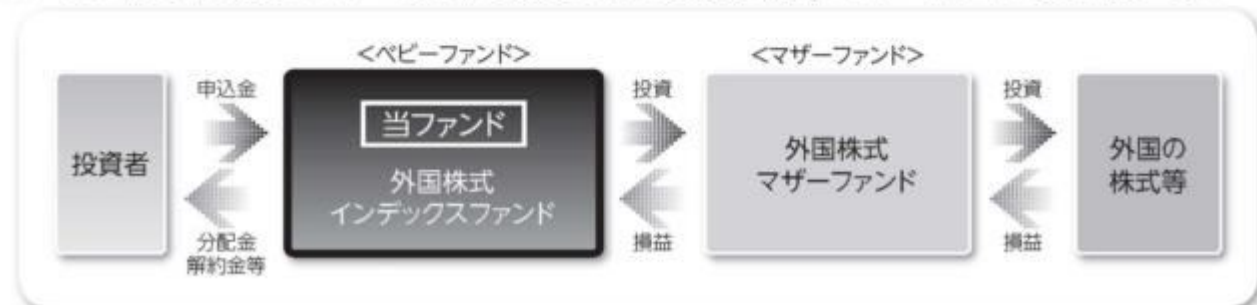 <ベビーファンド>
<マザーファンド>
投資者
申込金
分配金
解約金等
当ファンド
外国株式
インデックスファンド
投資
損益
外国株式
マザーファンド
投資
損益
外国の
株式等